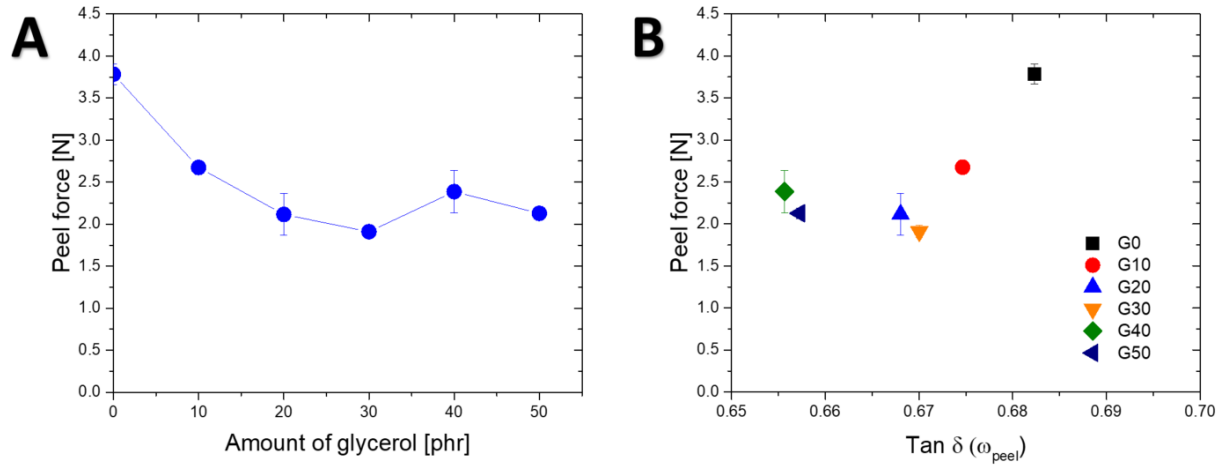 A
Peel force [N]
4.5
4.0
3.5
3.0
2.5
2.0
1.5
1.0
0.5
0.0
0 10 20 30 40 50
Amount of glycerol [phr]
B
Peel force [N]
4.5
4.0
3.5
3.0
2.5
2.0
1.5
1.0
0.5
0.0
G0
G10
G20
G30
G40
G50
0.65 0.66 0.67 0.68 0.69 0.70
Tan δ (ω_peel)